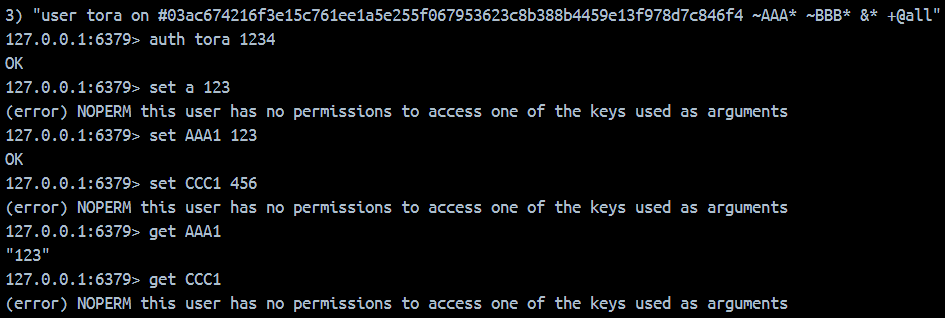 3) "user tora on #03ac674216f3e15c761ee1a5e255f067953623c8b388b4459e13f978d7c846f4 ~AAA* ~BBB* &* +@all"
127.0.0.1:6379> auth tora 1234
OK
127.0.0.1:6379> set a 123
(error) NOPERM this user has no permissions to access one of the keys used as arguments
127.0.0.1:6379> set AAA1 123
OK
127.0.0.1:6379> set CCC1 456
(error) NOPERM this user has no permissions to access one of the keys used as arguments
127.0.0.1:6379> get AAA1
"123"
127.0.0.1:6379> get CCC1
(error) NOPERM this user has no permissions to access one of the keys used as arguments